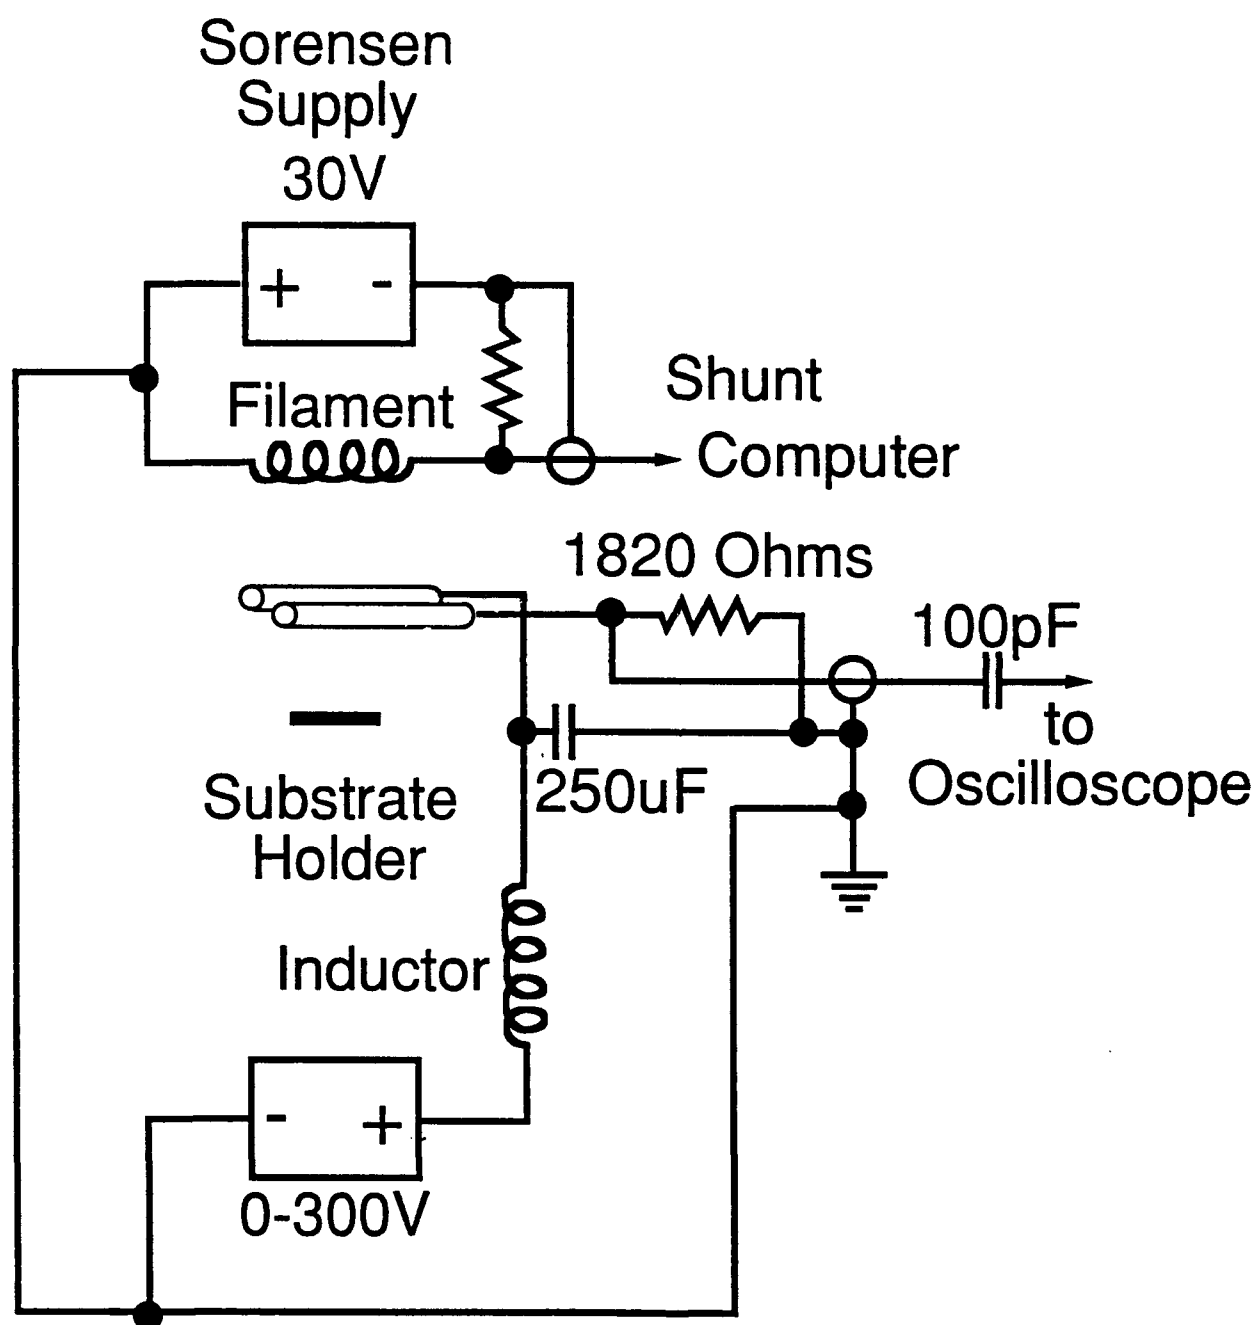 Sorensen
Supply
30V
+ -
Filament
Shunt
Computer
1820 Ohms
100pF
to
Oscilloscope
250uF
Substrate
Holder
Inductor
- +
0-300V